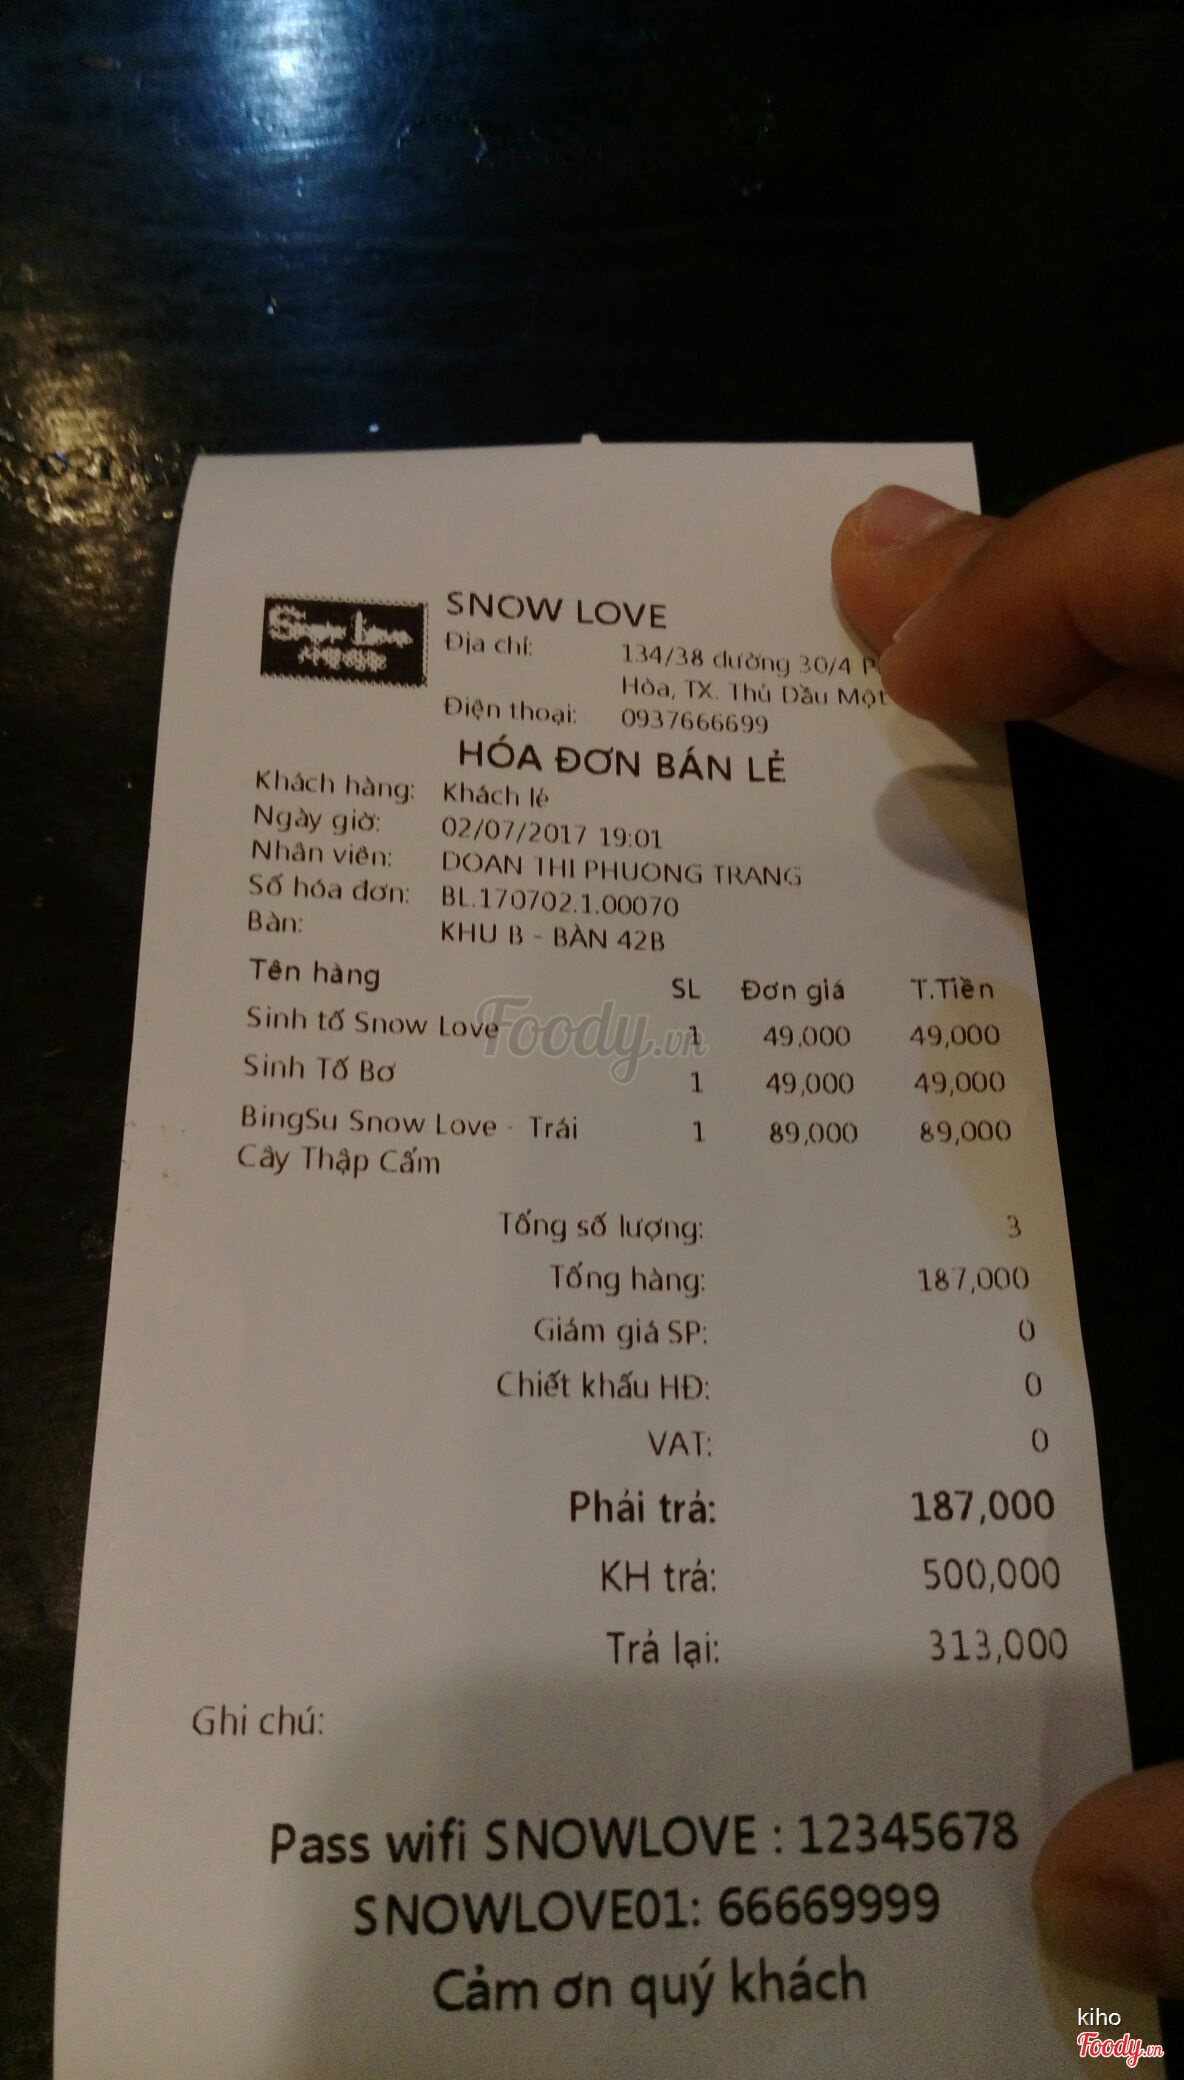 Snow Love
SNOW LOVE
Địa chỉ: 134/38 đường 30/4
Hòa, TX. Thủ Dầu Một
Điện thoại: 0937666699
HÓA ĐƠN BÁN LẺ
Khách hàng: Khách lẻ
Ngày giờ: 02/07/2017 19:01
Nhân viên: DOAN THI PHUONG TRANG
Số hóa đơn: BL.170702.1.00070
Bàn: KHU B - BÀN 42B
Tên hàng SL Đơn giá T.Tiền
Sinh tố Snow Love 1 49,000 49,000
Sinh Tố Bơ 1 49,000 49,000
BingSu Snow Love - Trái 1 89,000 89,000
Cây Thập Cẩm
Tổng số lượng: 3
Tổng hàng: 187,000
Giảm giá SP: 0
Chiết khấu HĐ: 0
VAT: 0
Phải trả: 187,000
KH trả: 500,000
Trả lại: 313,000
Ghi chú:
Pass wifi SNOWLOVE : 12345678
SNOWLOVE01: 66669999
Cảm ơn quý khách
Foody.vn
kiho
Foody.vn